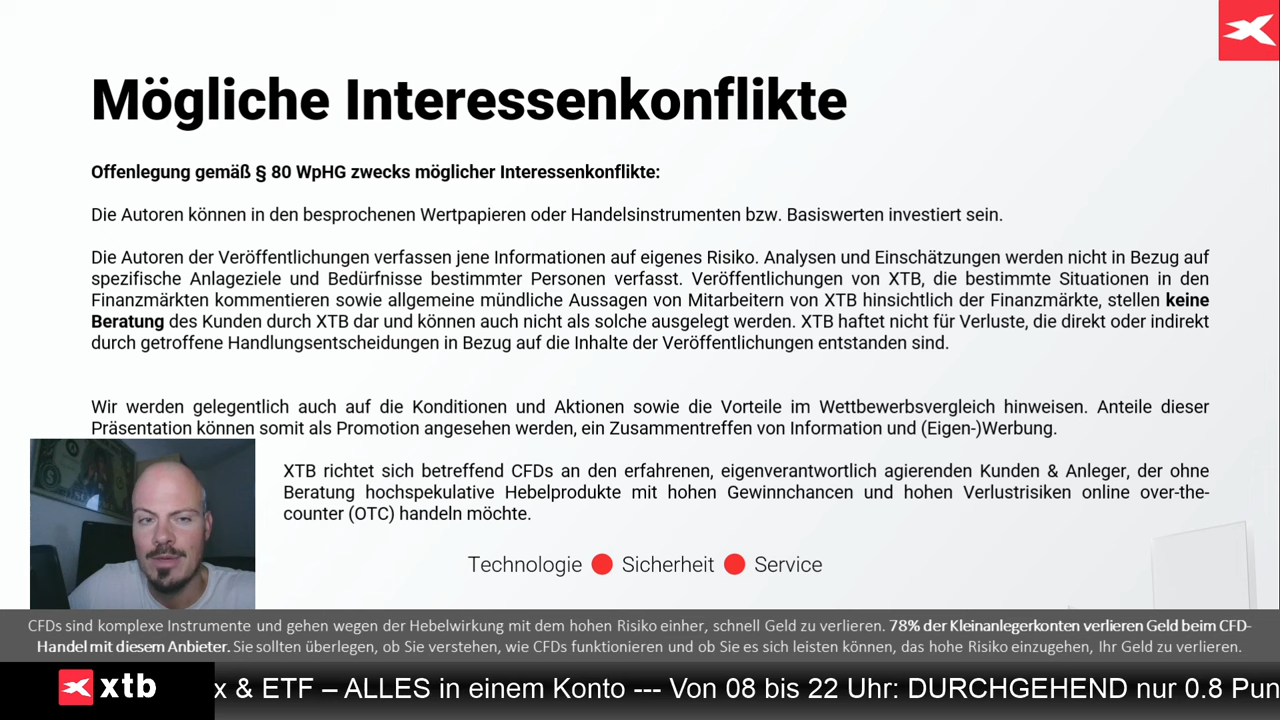 Mögliche Interessenkonflikte
Offenlegung gemäß § 80 WpHG zwecks möglicher Interessenkonflikte:
Die Autoren können in den besprochenen Wertpapieren oder Handelsinstrumenten bzw. Basiswerten investiert sein.
Die Autoren der Veröffentlichungen verfassen jene Informationen auf eigenes Risiko. Analysen und Einschätzungen werden nicht in Bezug auf
spezifische Anlageziele und Bedürfnisse bestimmter Personen verfasst. Veröffentlichungen von XTB, die bestimmte Situationen in den
Finanzmärkten kommentieren sowie allgemeine mündliche Aussagen von Mitarbeitern von XTB hinsichtlich der Finanzmärkte, stellen keine
Beratung des Kunden durch XTB dar und können auch nicht als solche ausgelegt werden. XTB haftet nicht für Verluste, die direkt oder indirekt
durch getroffene Handlungsentscheidungen in Bezug auf die Inhalte der Veröffentlichungen entstanden sind.
Wir werden gelegentlich auch auf die Konditionen und Aktionen sowie die Vorteile im Wettbewerbsvergleich hinweisen. Anteile dieser
Präsentation können somit als Promotion angesehen werden, ein Zusammentreffen von Information und (Eigen-)Werbung.
XTB richtet sich betreffend CFDs an den erfahrenen, eigenverantwortlich agierenden Kunden & Anleger, der ohne
Beratung hochspekulative Hebelprodukte mit hohen Gewinnchancen und hohen Verlustrisiken online over-the-
counter (OTC) handeln möchte.
Technologie Sicherheit Service
CFDs sind komplexe Instrumente und gehen wegen der Hebelwirkung mit dem hohen Risiko einher, schnell Geld zu verlieren. 78% der Kleinanlegerkonten verlieren Geld beim CFD-
Handel mit diesem Anbieter. Sie sollten überlegen, ob Sie verstehen, wie CFDs funktionieren und ob Sie es sich leisten können, das hohe Risiko einzugehen, Ihr Geld zu verlieren.
xtb x & ETF – ALLES in einem Konto --- Von 08 bis 22 Uhr: DURCHGEHEND nur 0.8 Pun